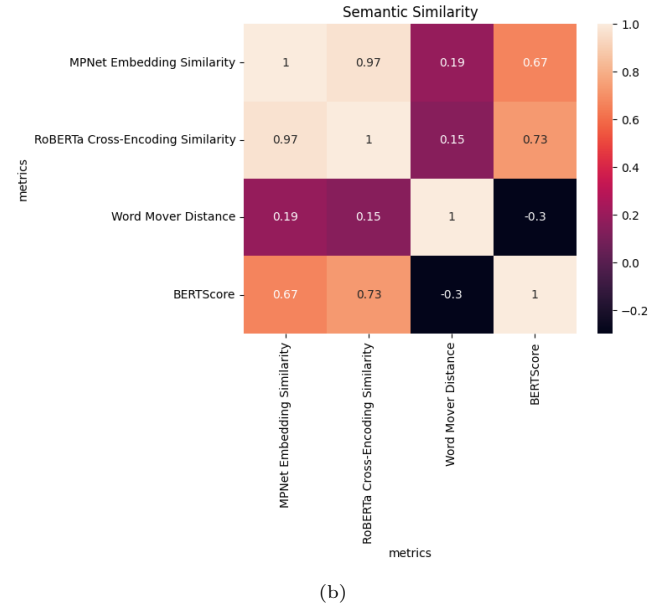 Semantic Similarity
MPNet Embedding Similarity 1 0.97 0.19 0.67
RoBERTa Cross-Encoding Similarity 0.97 1 0.15 0.73
Word Mover Distance 0.19 0.15 1 -0.3
BERTScore 0.67 0.73 -0.3 1
metrics
MPNet Embedding Similarity
RoBERTa Cross-Encoding Similarity
Word Mover Distance
BERTScore
metrics
1.0
0.8
0.6
0.4
0.2
0.0
−0.2
(b)